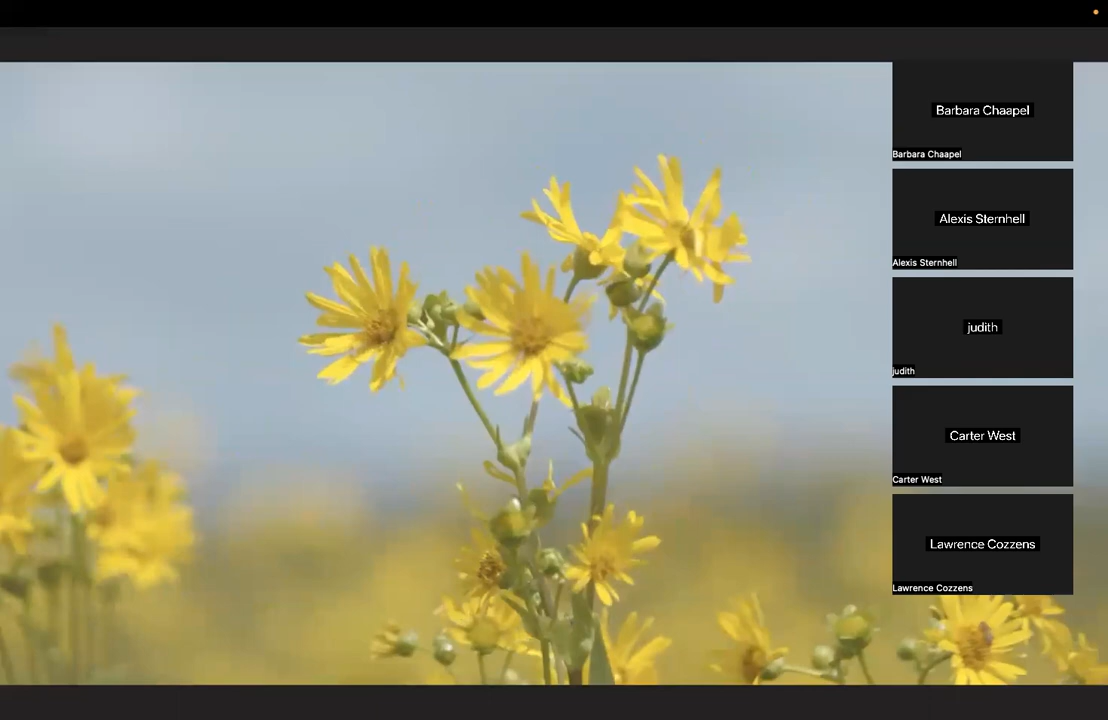 Barbara Chaapel
Barbara Chaapel
Alexis Sternhell
Alexis Sternhell
judith
judith
Carter West
Carter West
Lawrence Cozzens
Lawrence Cozzens